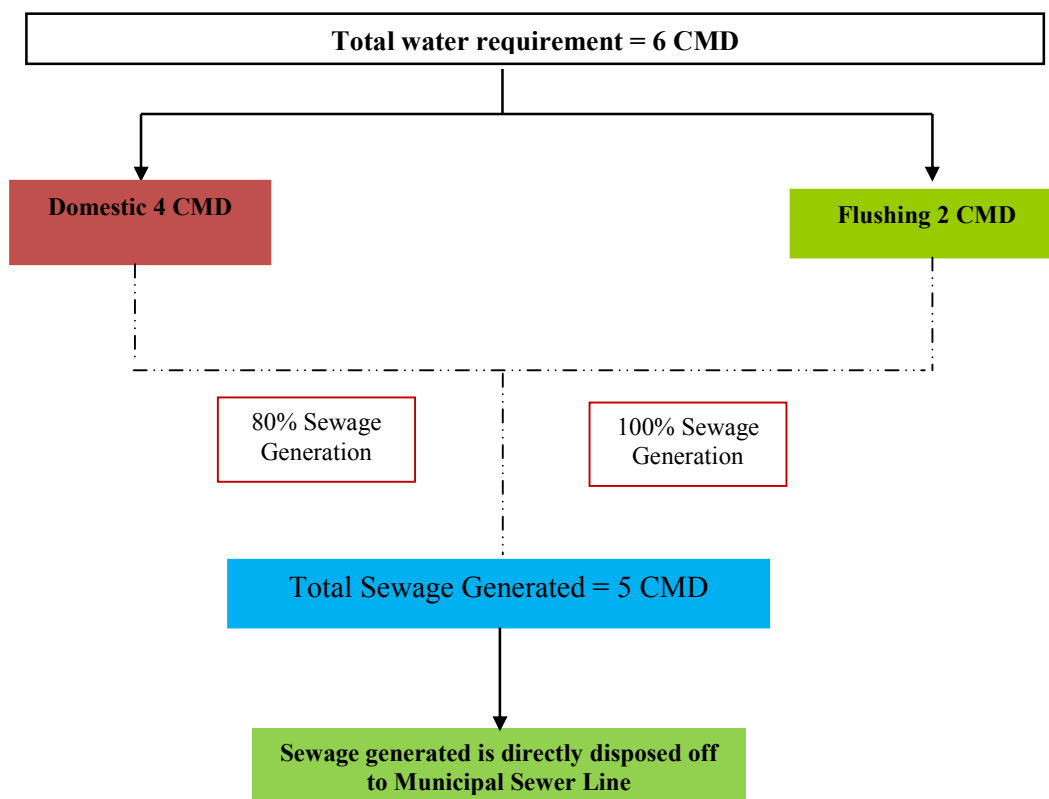 Total water requirement = 6 CMD
Domestic 4 CMD
Flushing 2 CMD
80% Sewage
Generation
100% Sewage
Generation
Total Sewage Generated = 5 CMD
Sewage generated is directly disposed off
to Municipal Sewer Line